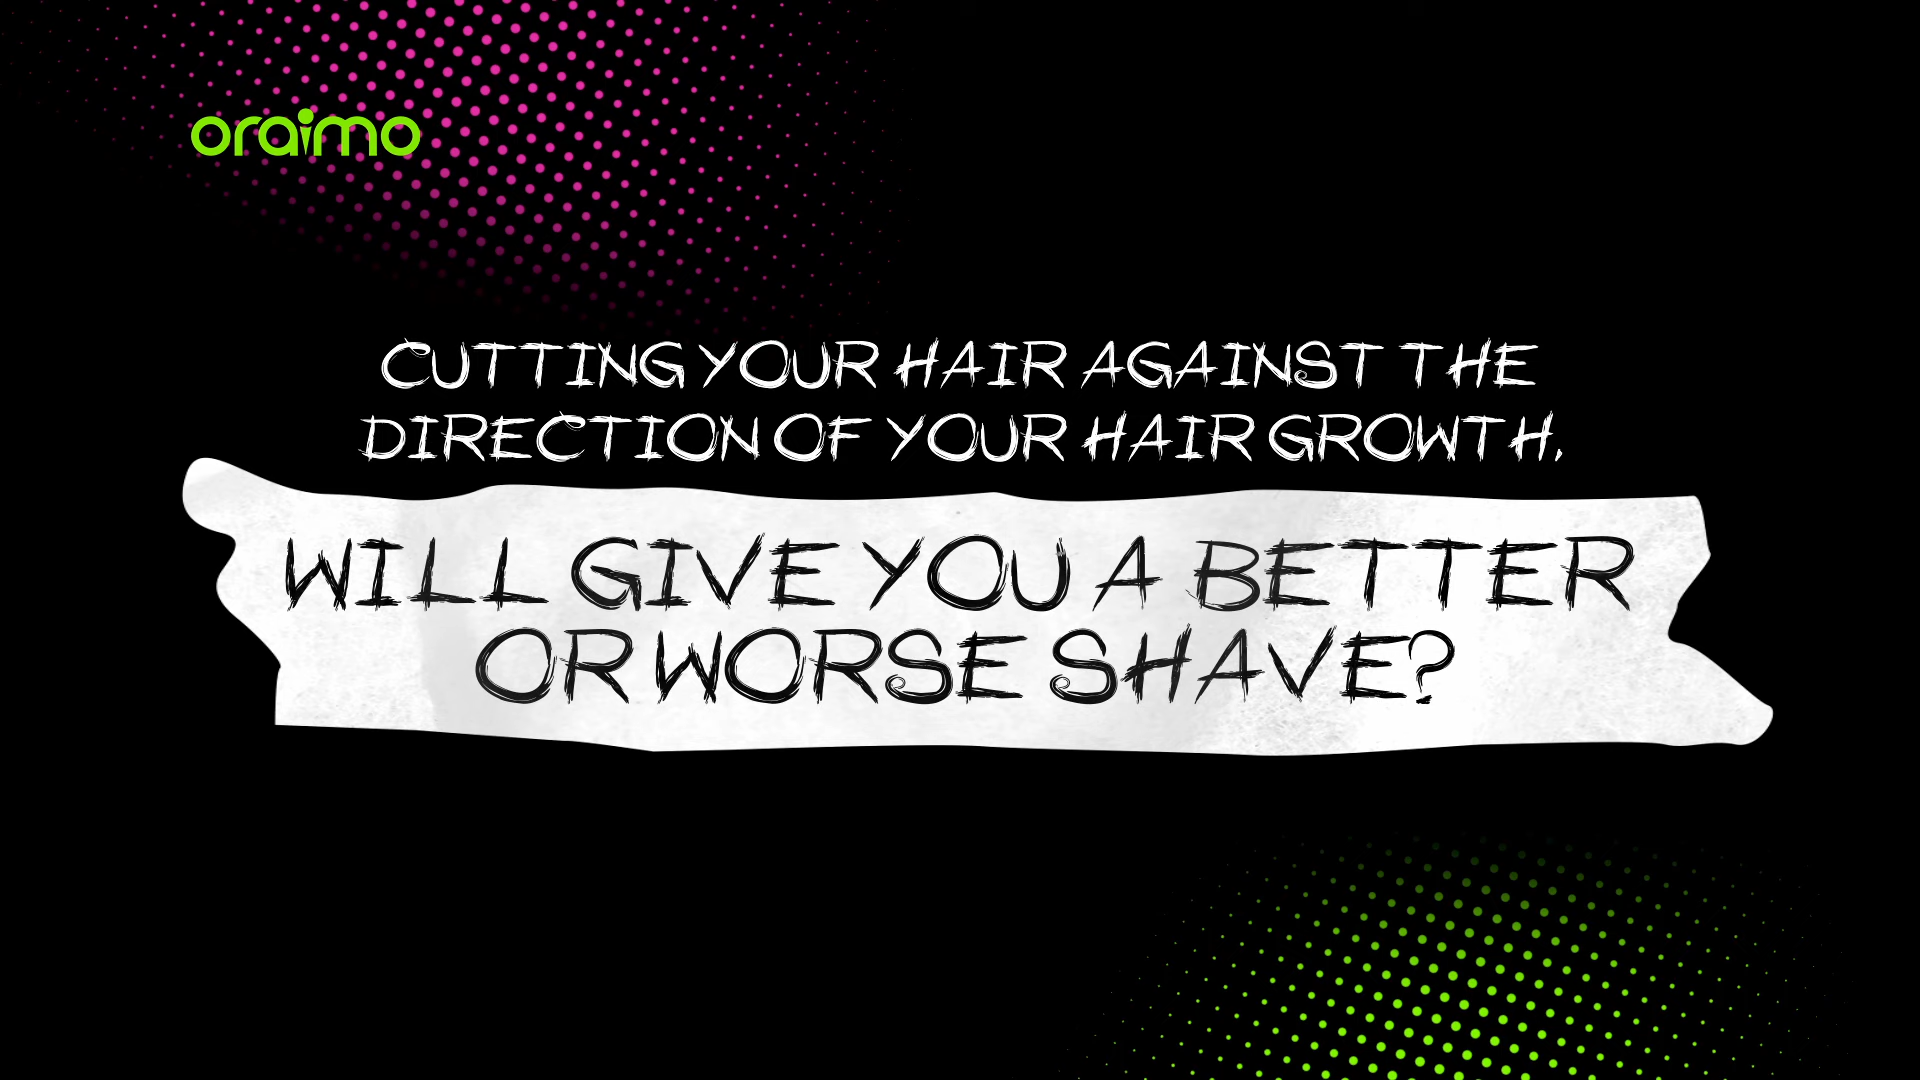 oraimo
CUTTING YOUR HAIR AGAINST THE
DIRECTION OF YOUR HAIR GROWTH,
WILL GIVE YOU A BETTER
OR WORSE SHAVE?